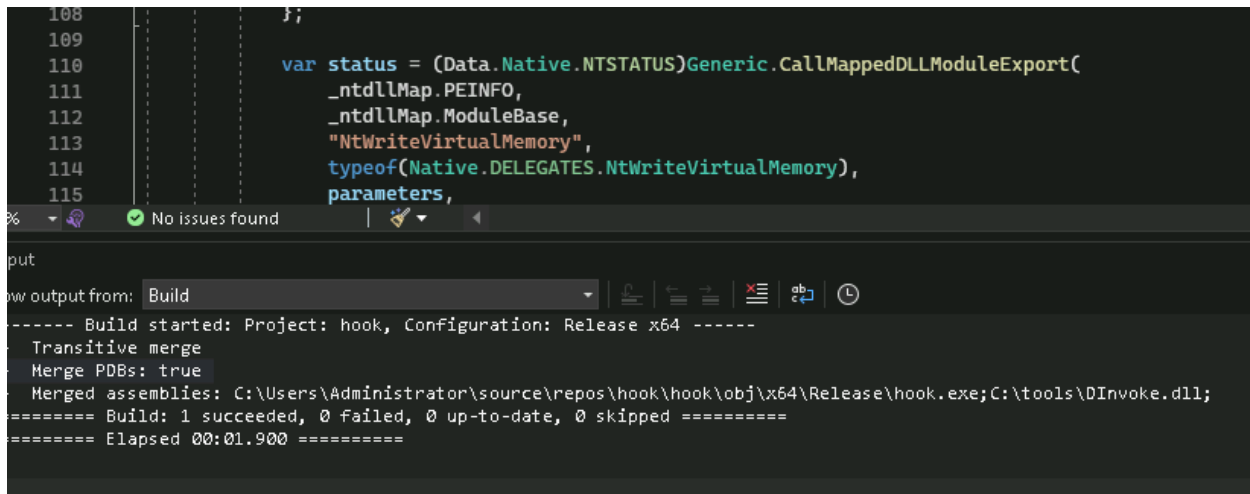 108 };
109
110 var status = (Data.Native.NTSTATUS)Generic.CallMappedDLLModuleExport(
111 _ntdllMap.PEINFO,
112 _ntdllMap.ModuleBase,
113 "NtWriteVirtualMemory",
114 typeof(Native.DELEGATES.NtWriteVirtualMemory),
115 parameters,
% No issues found
put
ow output from: Build
------- Build started: Project: hook, Configuration: Release x64 ------
Transitive merge
Merge PDBs: true
Merged assemblies: C:\Users\Administrator\source\repos\hook\hook\obj\x64\Release\hook.exe;C:\tools\DInvoke.dll;
========= Build: 1 succeeded, 0 failed, 0 up-to-date, 0 skipped ==========
========= Elapsed 00:01.900 ==========